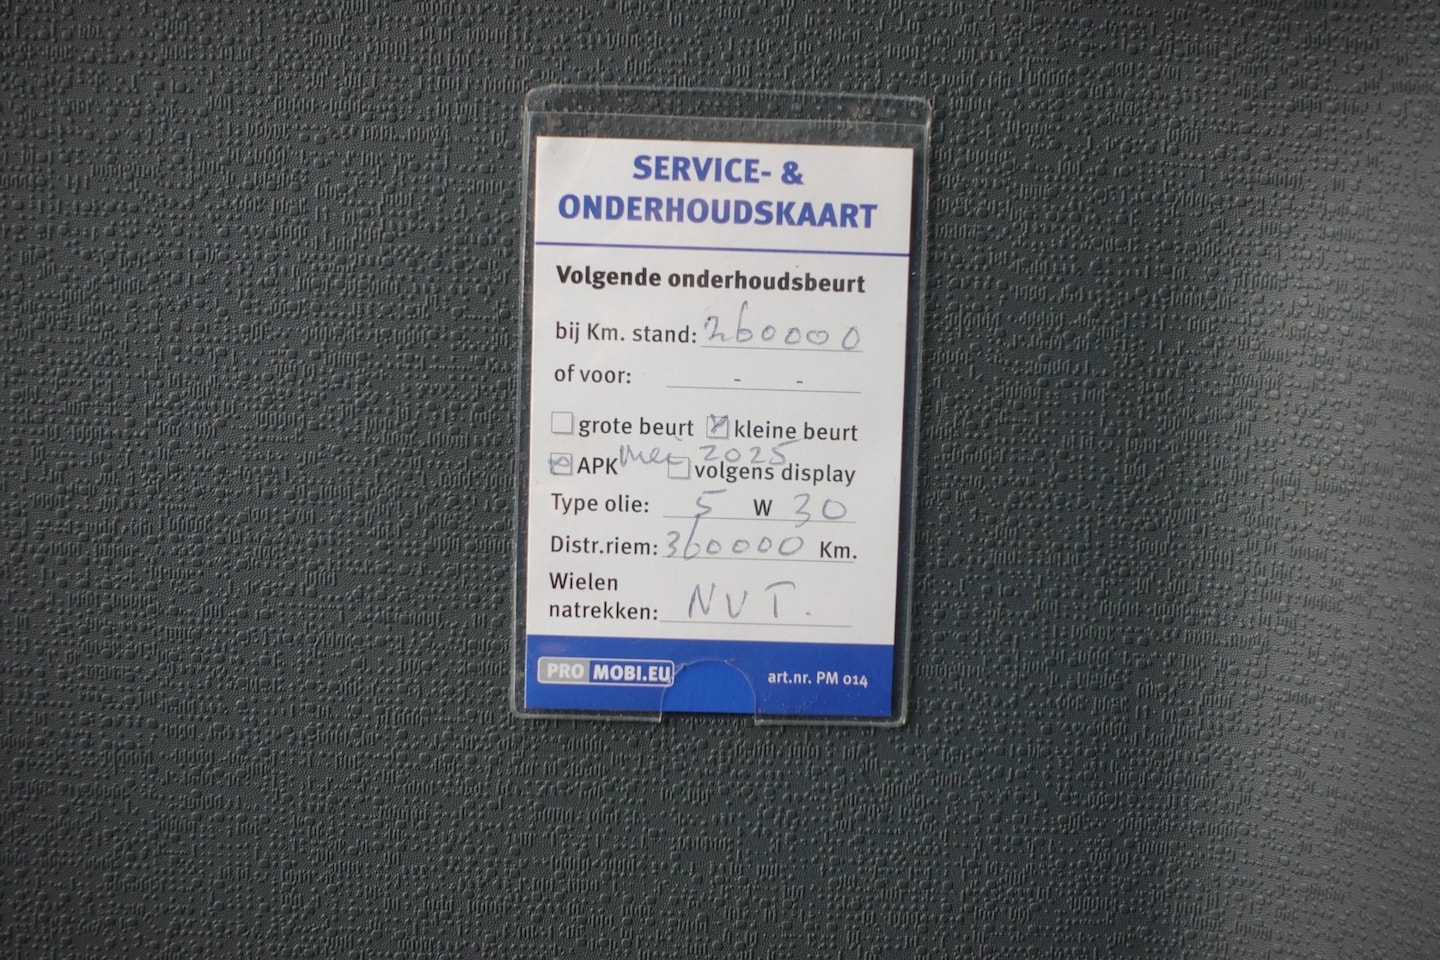 SERVICE- &
ONDERHOUDSKAART
Volgende onderhoudsbeurt
bij Km. stand: 260000
of voor: - -
grote beurt kleine beurt
mei 2025
APK volgens display
Type olie: 5 W 30
Distr.riem: 360000 Km.
Wielen
natrekken: NVT.
PRO MOBI.EU art.nr. PM 014